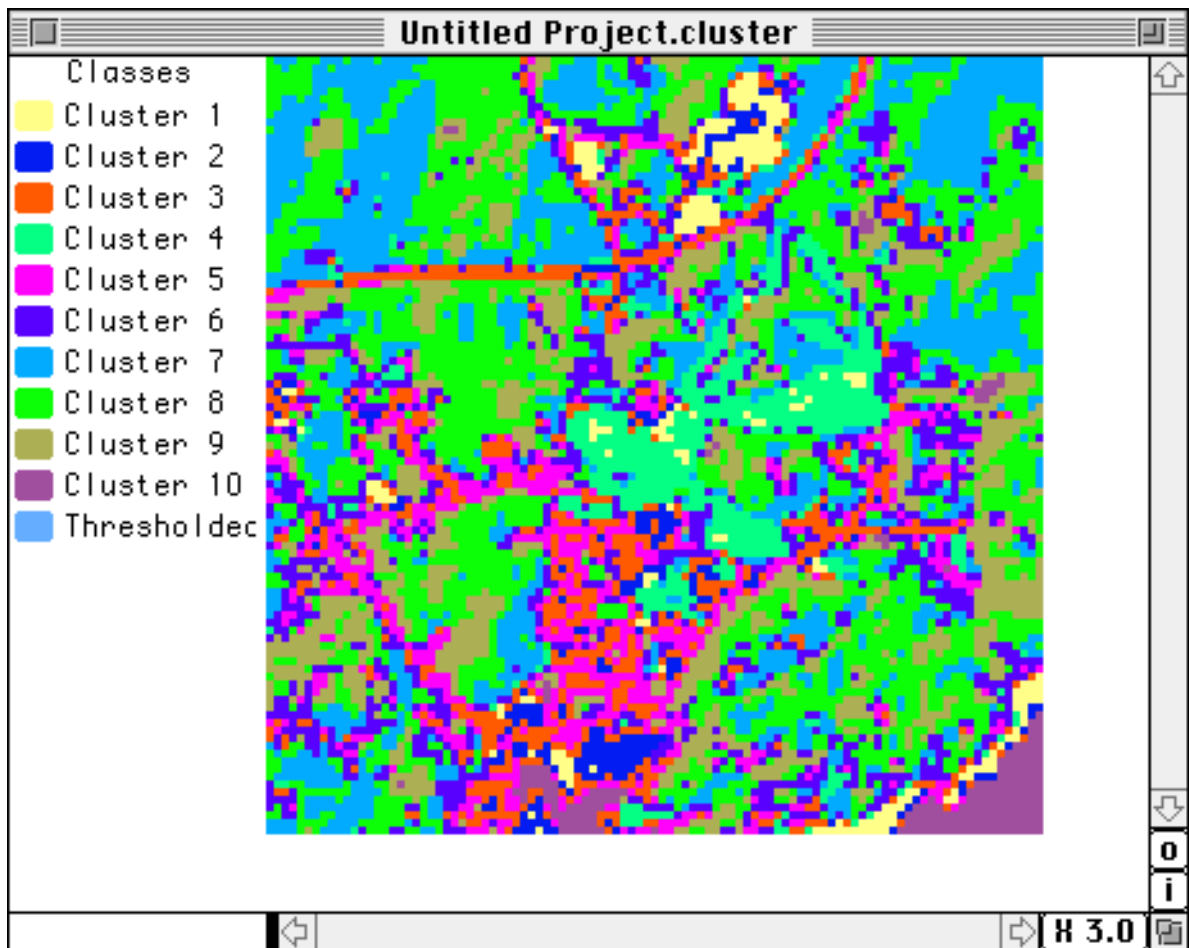 Untitled Project.cluster
Classes
Cluster 1
Cluster 2
Cluster 3
Cluster 4
Cluster 5
Cluster 6
Cluster 7
Cluster 8
Cluster 9
Cluster 10
Thresholdec
o
i
X 3.0